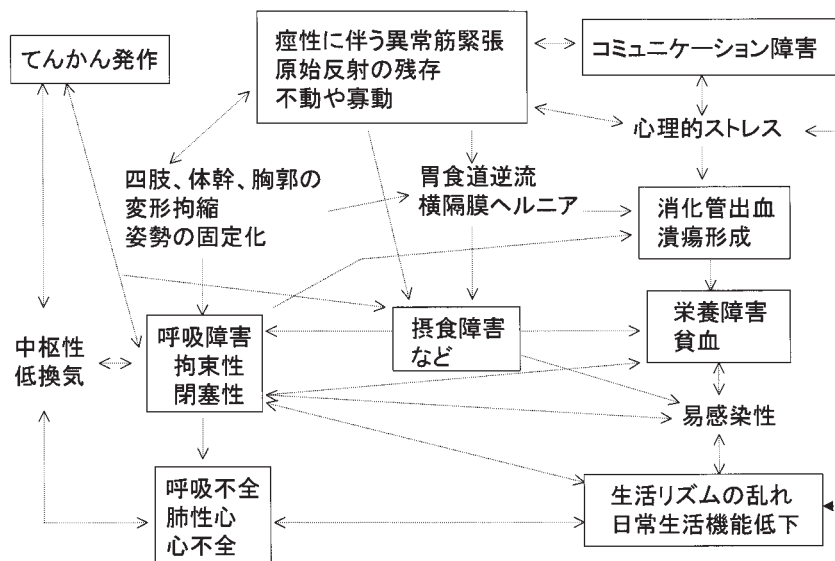 てんかん発作
痙性に伴う異常筋緊張
原始反射の残存
不動や寡動
コミュニケーション障害
心理的ストレス
四肢、体幹、胸郭の
変形拘縮
姿勢の固定化
胃食道逆流
横隔膜ヘルニア
消化管出血
潰瘍形成
中枢性
低換気
呼吸障害
拘束性
閉塞性
摂食障害
など
栄養障害
貧血
易感染性
呼吸不全
肺性心
心不全
生活リズムの乱れ
日常生活機能低下